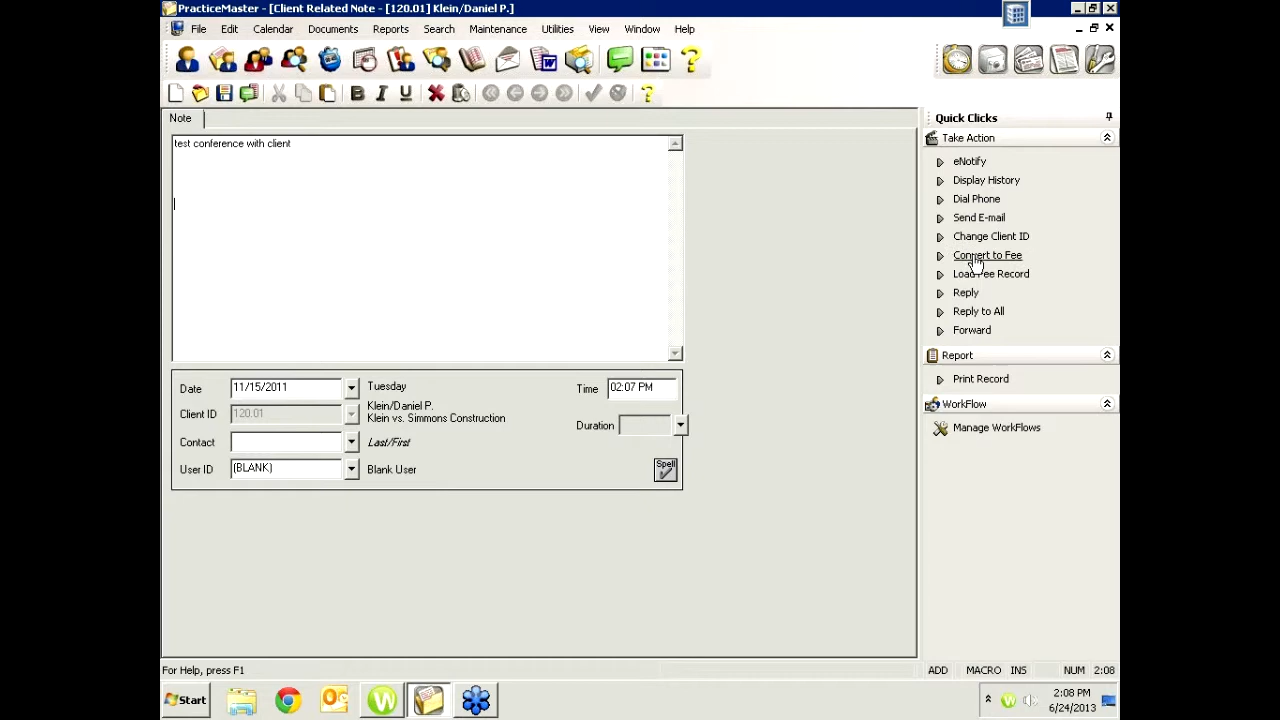 PracticeMaster - [Client Related Note - [120.01] Klein/Daniel P.]
File Edit Calendar Documents Reports Search Maintenance Utilities View Window Help
B I U
Note
test conference with client
Date 11/15/2011 Tuesday Time 02:07 PM
Client ID 120.01 Klein/Daniel P.
Klein vs. Simmons Construction
Duration
Contact Last/First
User ID (BLANK) Blank User
Spell
Quick Clicks
Take Action
eNotify
Display History
Dial Phone
Send E-mail
Change Client ID
Convert to Fee
Load Fee Record
Reply
Reply to All
Forward
Report
Print Record
WorkFlow
Manage WorkFlows
For Help, press F1
ADD MACRO INS NUM 2:08
Start
2:08 PM
6/24/2013